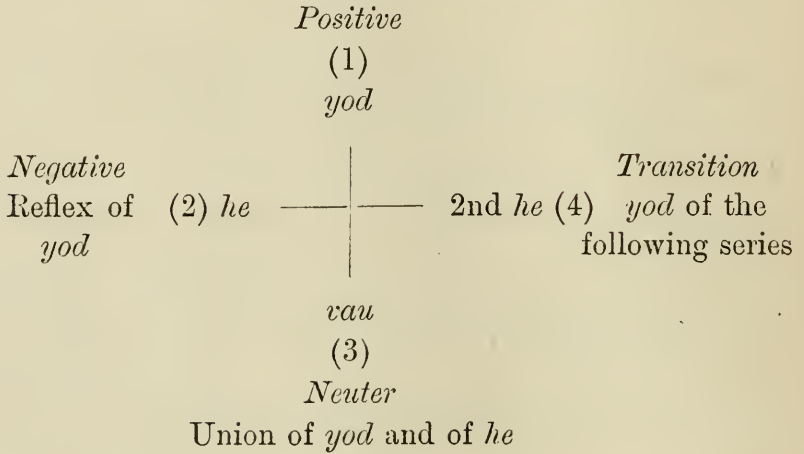 Positive
(1)
yod
Negative
Reflex of (2) he
yod
Transition
2nd he (4) yod of the
following series
vau
(3)
Neuter
Union of yod and of he